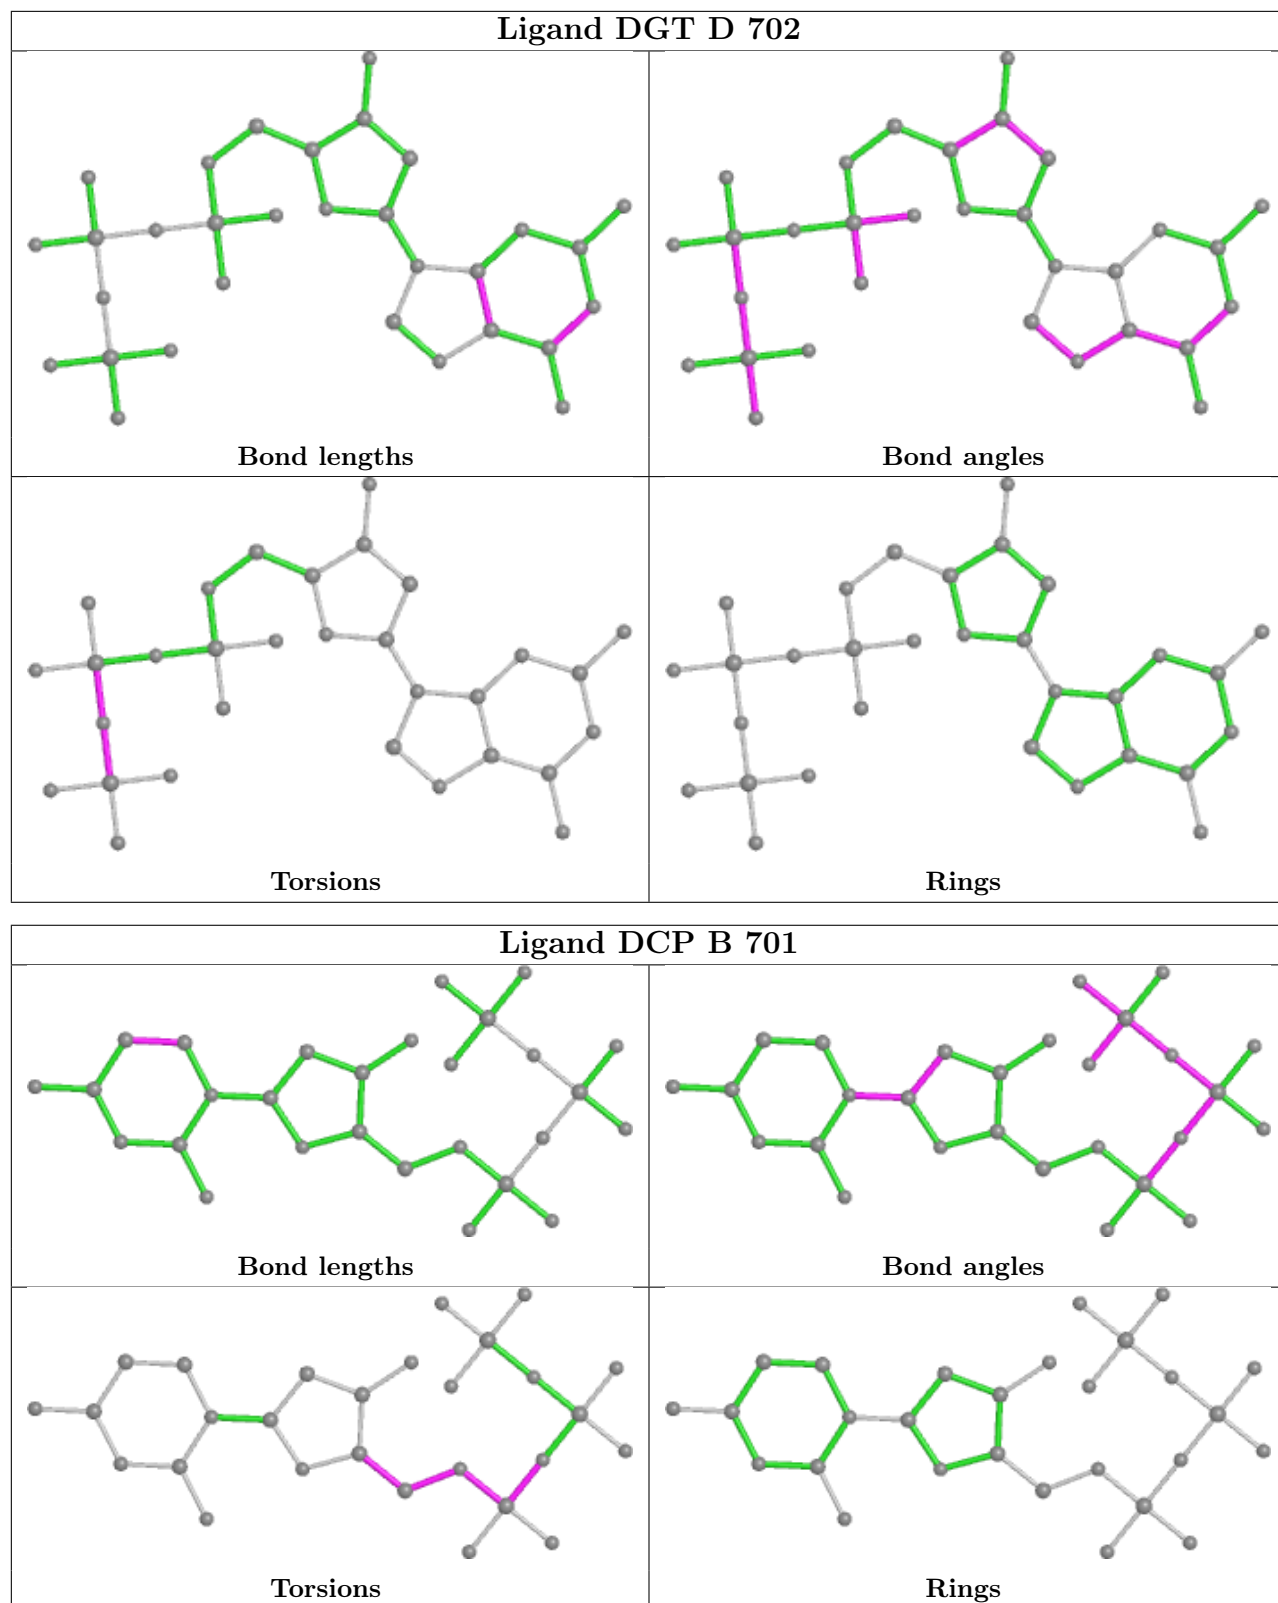 Ligand DGT D 702
Bond lengths
Bond angles
Torsions
Rings
Ligand DCP B 701
Bond lengths
Bond angles
Torsions
Rings